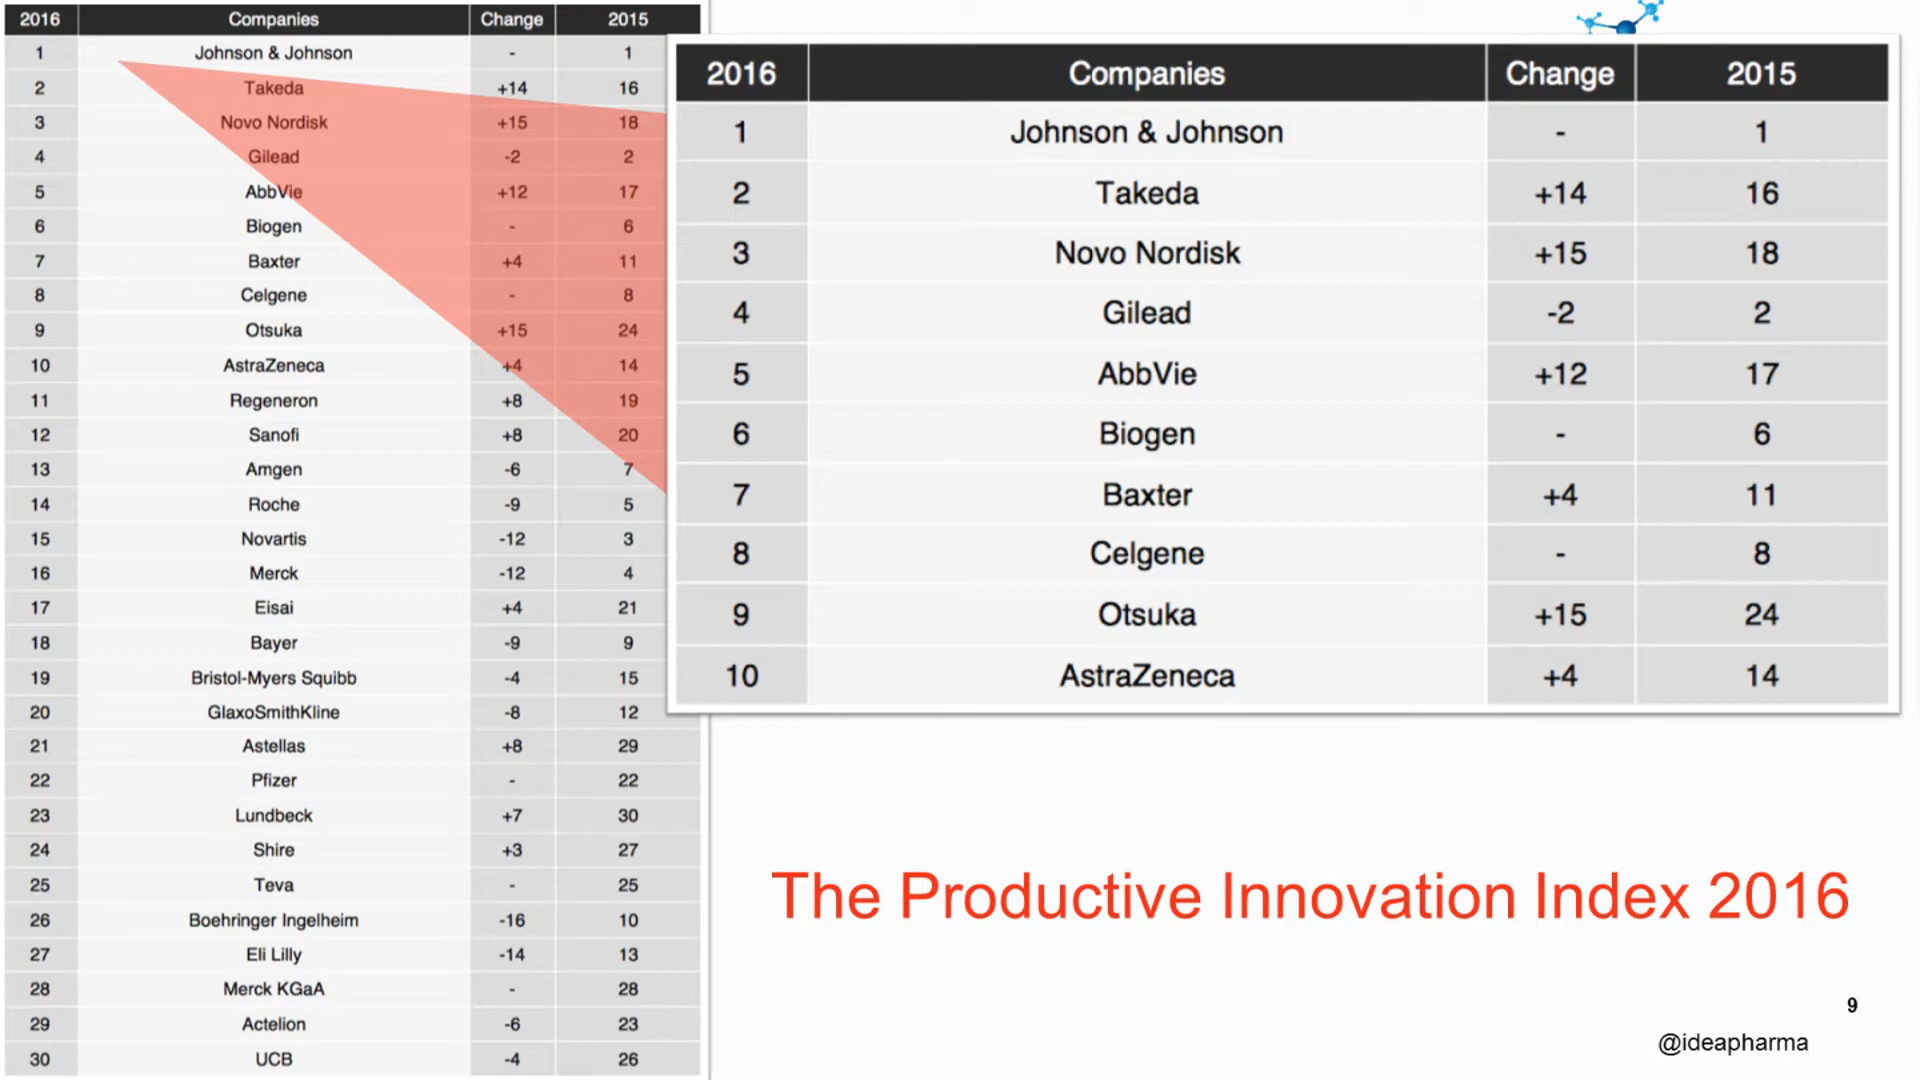 2016 Companies Change 2015
1 Johnson & Johnson - 1
2 Takeda +14 16
3 Novo Nordisk +15 18
4 Gilead -2 2
5 AbbVie +12 17
6 Biogen - 6
7 Baxter +4 11
8 Celgene - 8
9 Otsuka +15 24
10 AstraZeneca +4 14
11 Regeneron +8 19
12 Sanofi +8 20
13 Amgen -6 7
14 Roche -9 5
15 Novartis -12 3
16 Merck -12 4
17 Eisai +4 21
18 Bayer -9 9
19 Bristol-Myers Squibb -4 15
20 GlaxoSmithKline -8 12
21 Astellas +8 29
22 Pfizer - 22
23 Lundbeck +7 30
24 Shire +3 27
25 Teva - 25
26 Boehringer Ingelheim -16 10
27 Eli Lilly -14 13
28 Merck KGaA - 28
29 Actelion -6 23
30 UCB -4 26
2016 Companies Change 2015
1 Johnson & Johnson - 1
2 Takeda +14 16
3 Novo Nordisk +15 18
4 Gilead -2 2
5 AbbVie +12 17
6 Biogen - 6
7 Baxter +4 11
8 Celgene - 8
9 Otsuka +15 24
10 AstraZeneca +4 14
The Productive Innovation Index 2016
9
@ideapharma